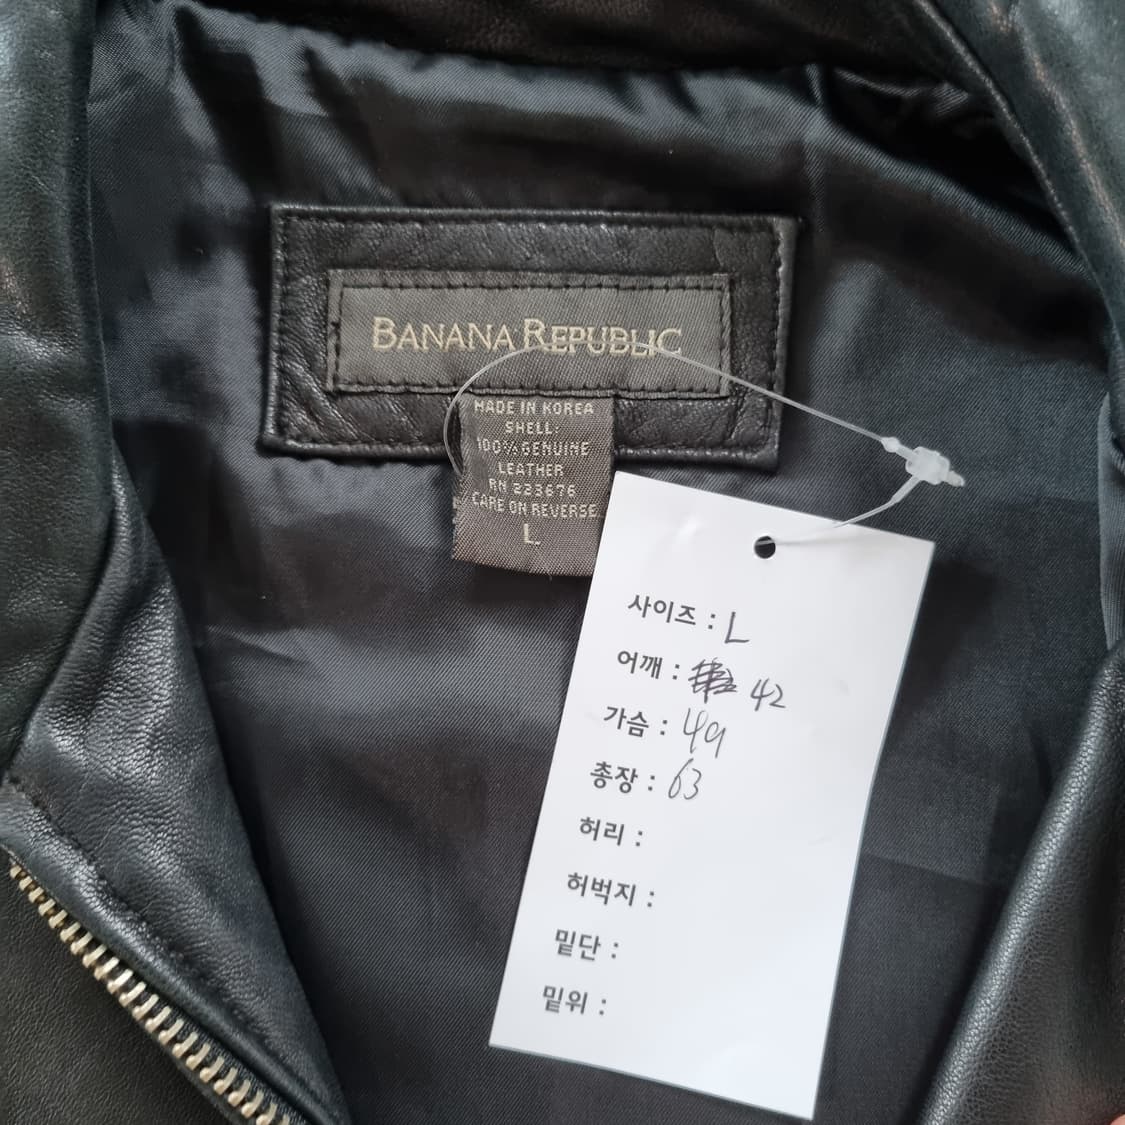 BANANA REPUBLIC
MADE IN KOREA
SHELL:
100% GENUINE
LEATHER
RN 223676
CARE ON REVERSE
L
사이즈 : L
어깨 : 42
가슴 : 49
총장 : 63
허리 :
허벅지 :
밑단 :
밑위 :